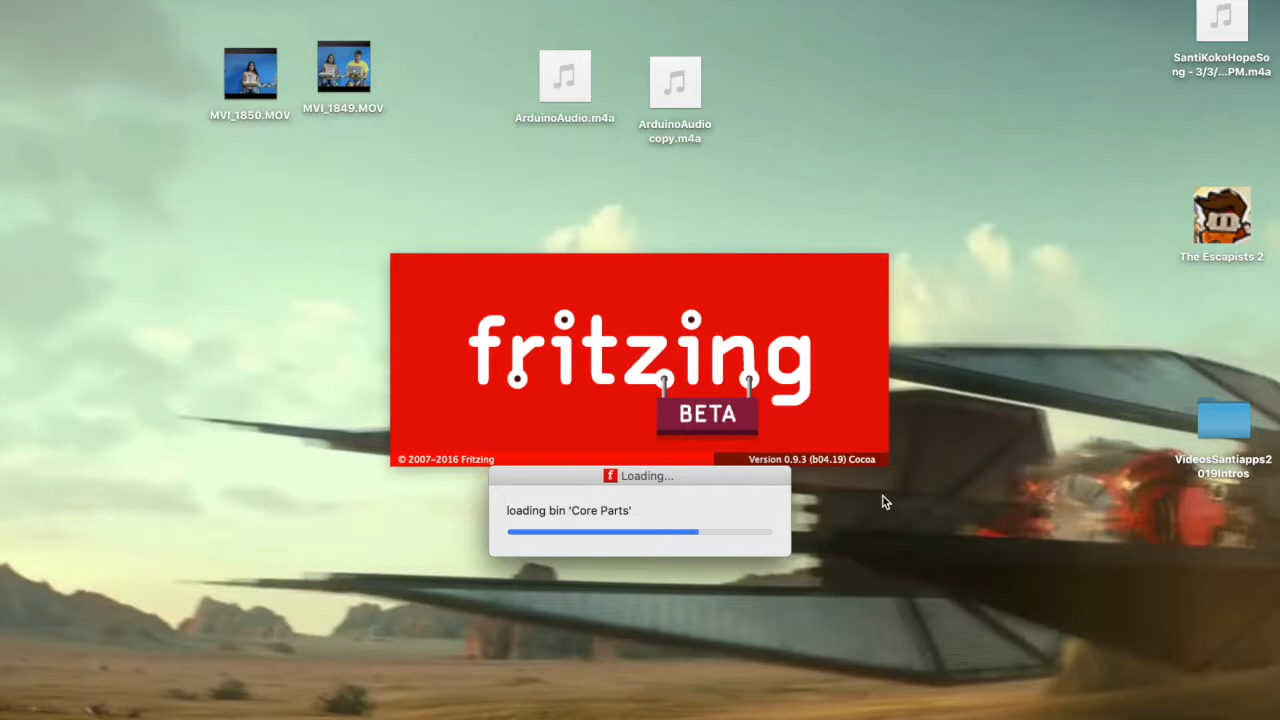 SantiKokoHopeSo
ng - 3/3/...PM.m4a
MVI_1850.MOV
MVI_1849.MOV
ArduinoAudio.m4a
ArduinoAudio
copy.m4a
The Escapists 2
fritzing
BETA
© 2007–2016 Fritzing
Version 0.9.3 (b04.19) Cocoa
f Loading...
loading bin 'Core Parts'
VideosSantiapps2
019Intros